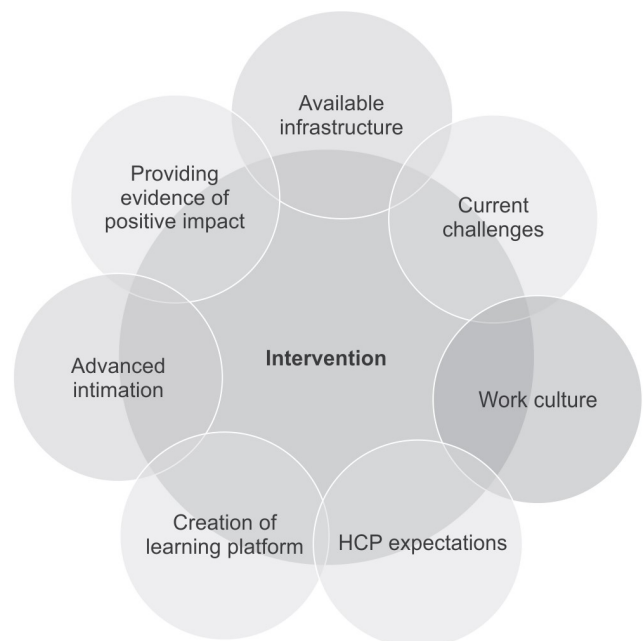 Available
infrastructure
Current
challenges
Work culture
HCP expectations
Creation of
learning platform
Advanced
intimation
Providing
evidence of
positive impact
Intervention